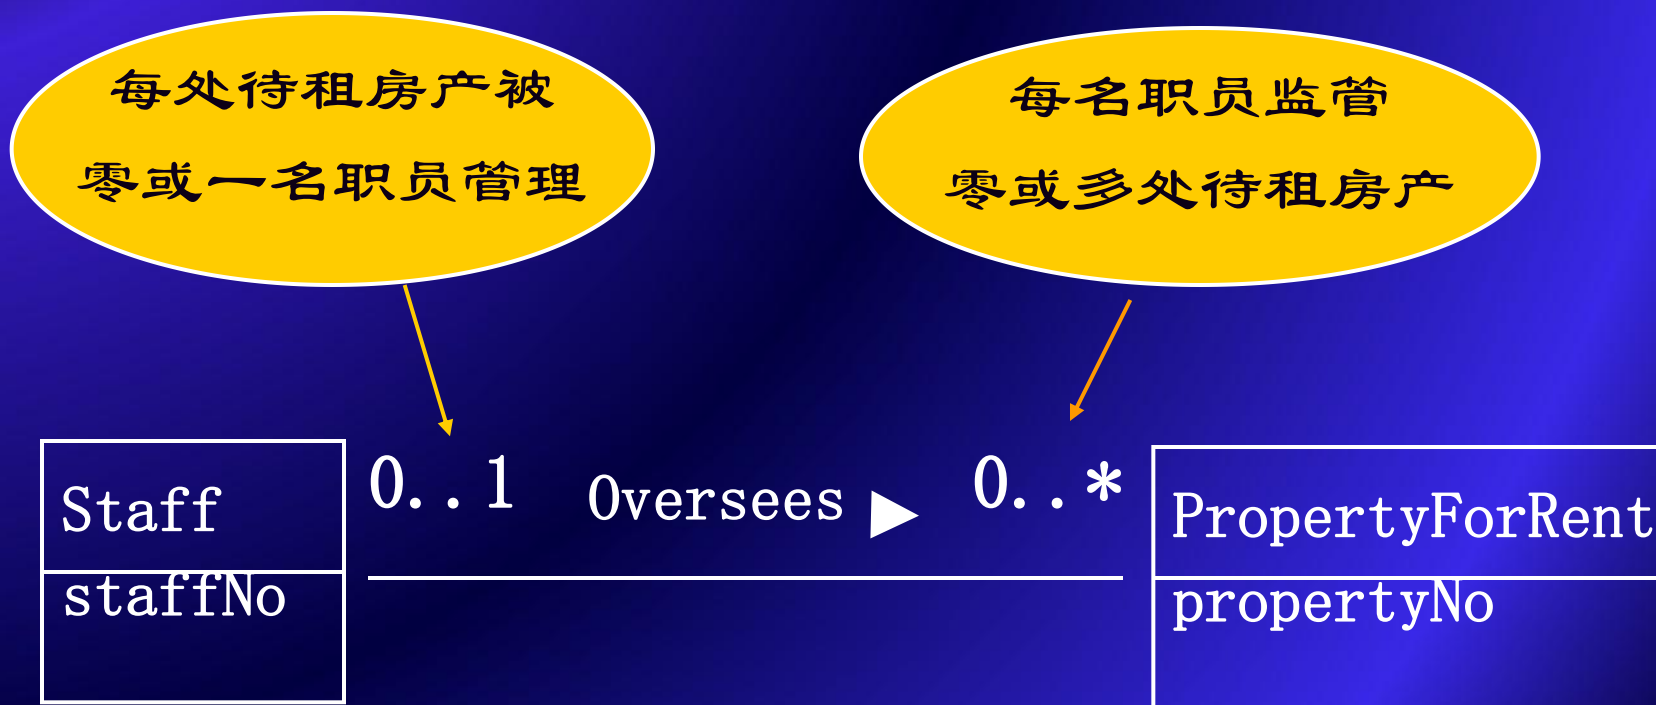 每处待租房产被
零或一名职员管理
每名职员监管
零或多处待租房产
0..1
Oversees ▶
0..*
Staff
staffNo
PropertyForRent
propertyNo